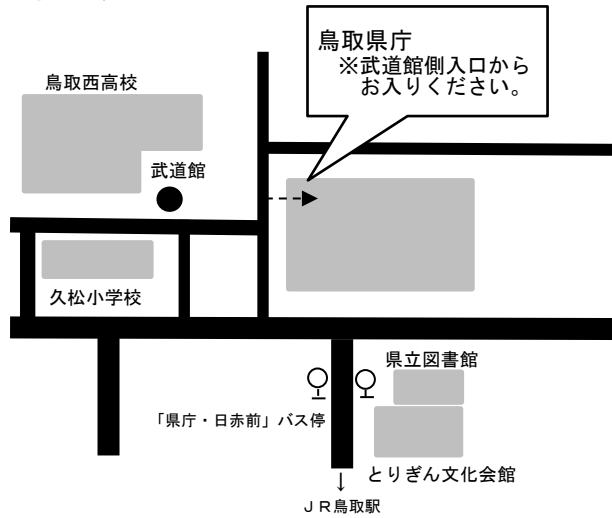 鳥取県庁
※武道館側入口から
お入りください。
鳥取西高校
武道館
久松小学校
県立図書館
「県庁・日赤前」バス停
とりぎん文化会館
↓
ＪＲ鳥取駅